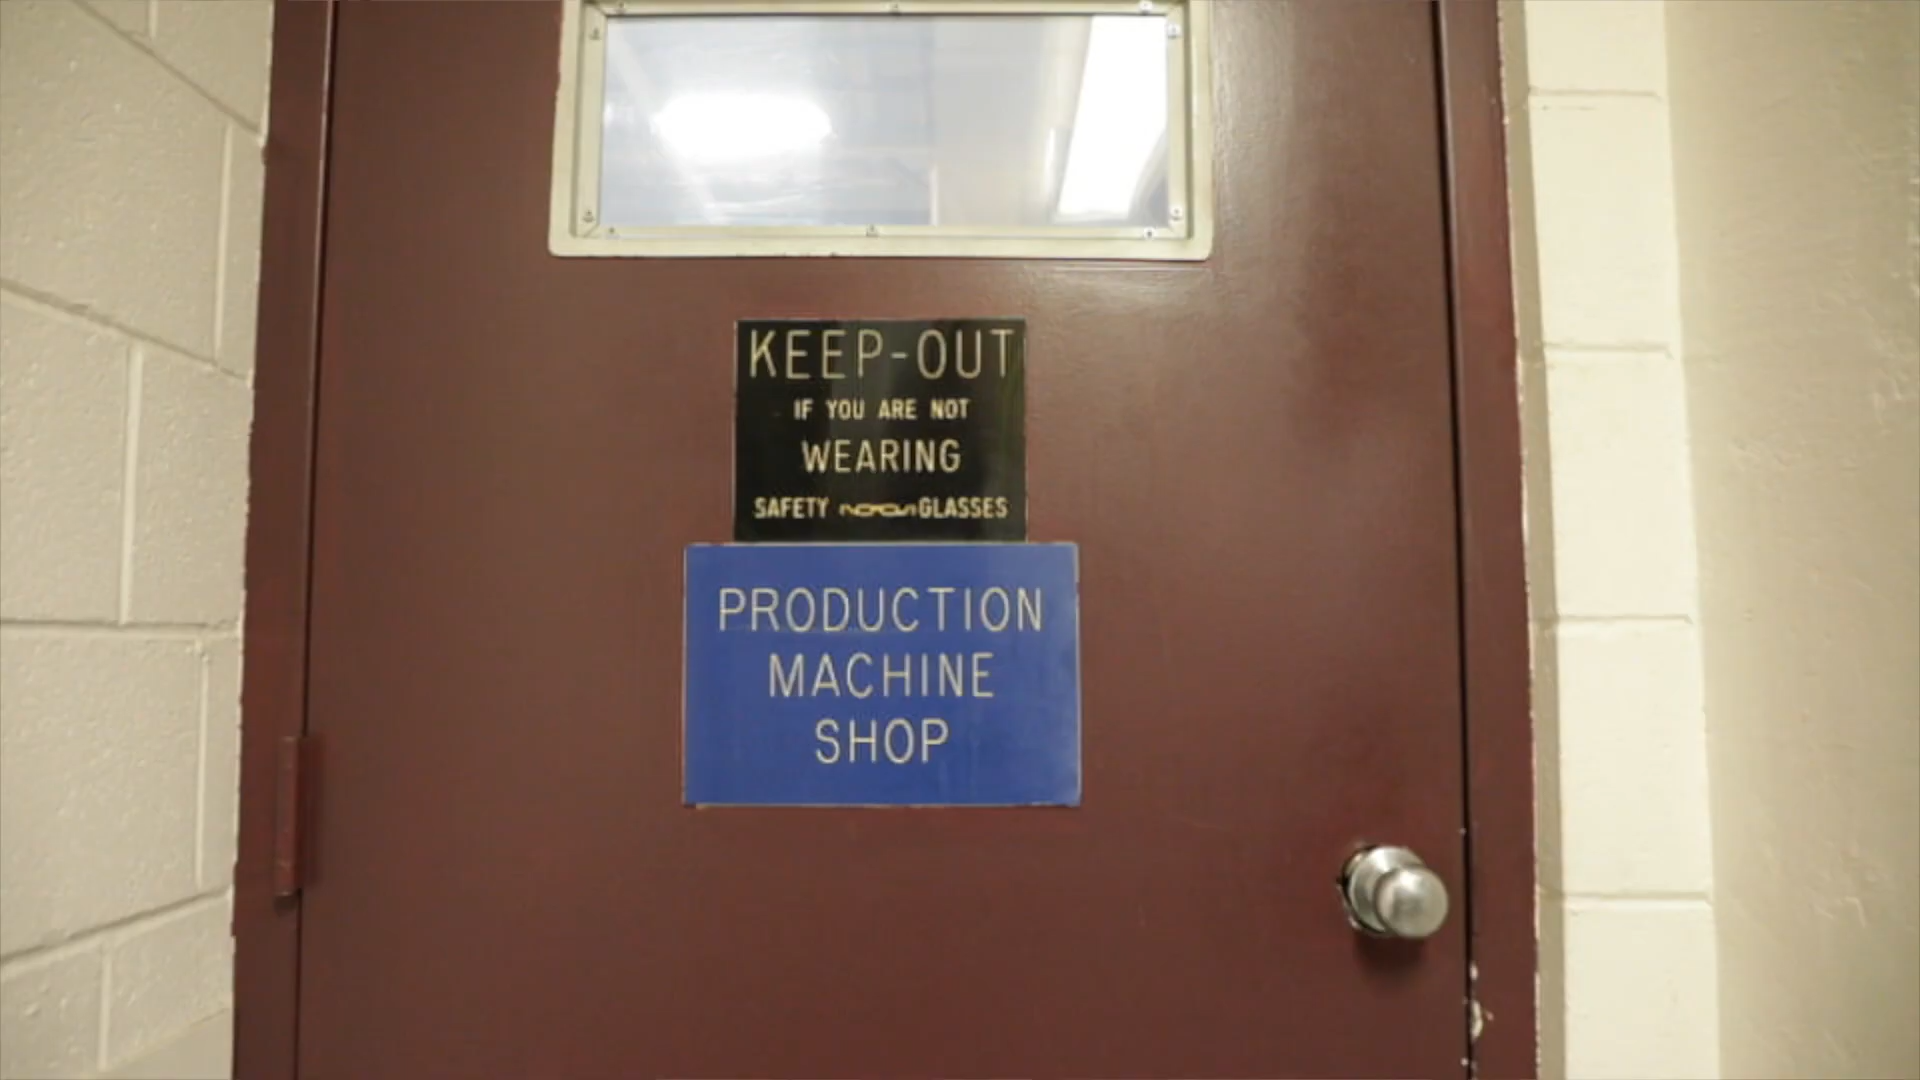 KEEP-OUT
IF YOU ARE NOT
WEARING
SAFETY GLASSES
PRODUCTION
MACHINE
SHOP